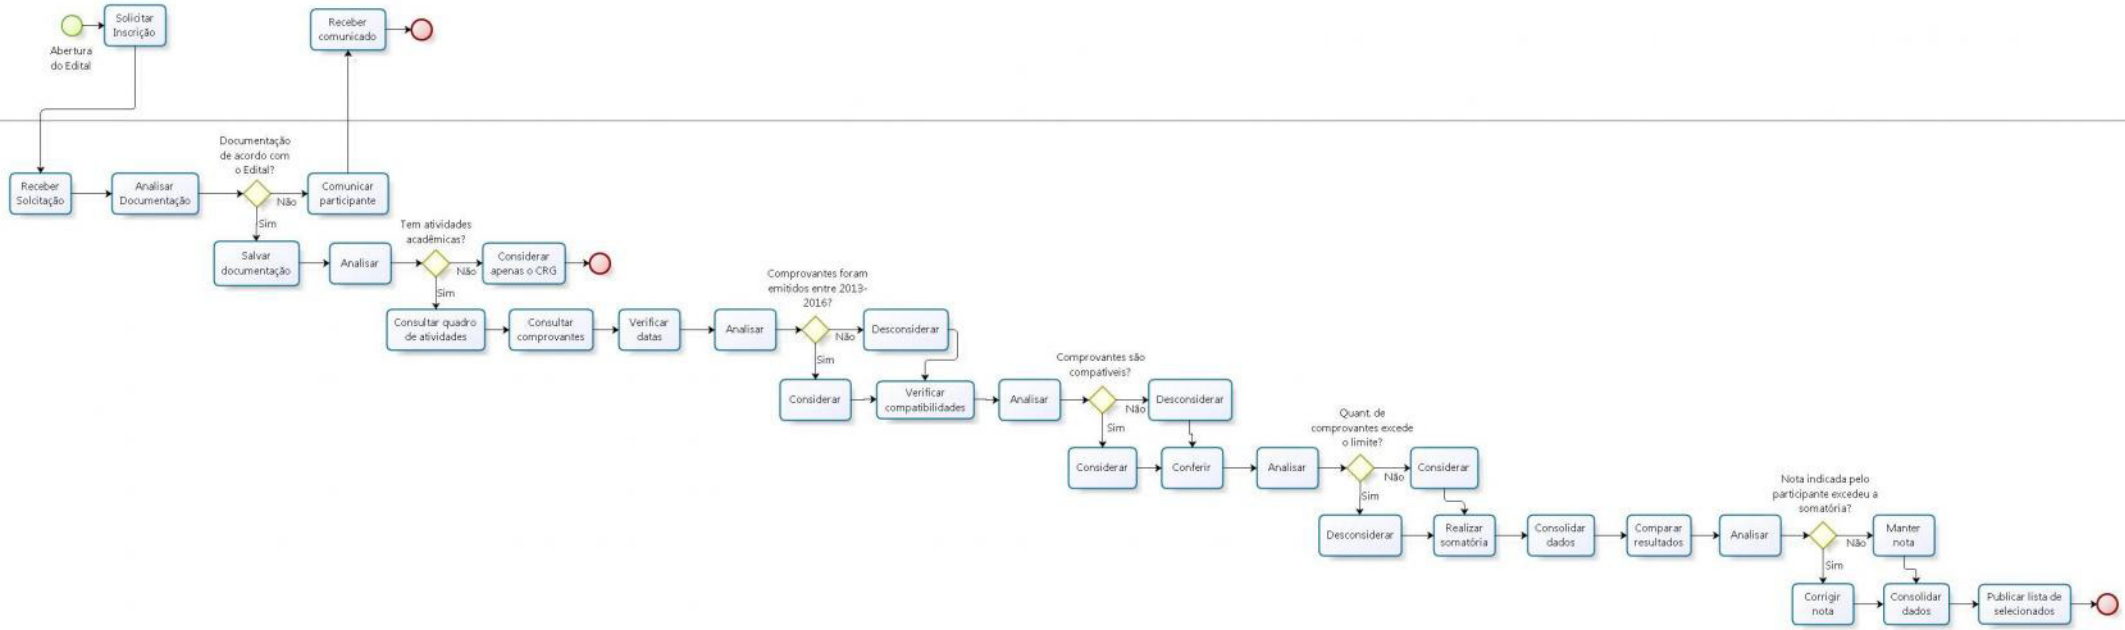 Solicitar
Inscrição
Abertura
do Edital
Receber
comunicado
Documentação
de acordo com
o Edital?
Receber
Solcitação
Analisar
Documentação
Não
Comunicar
participante
Sim
Tem atividades
acadêmicas?
Salvar
documentação
Analisar
Não
Considerar
apenas o CRG
Sim
Comprovantes foram
emitidos entre 2013-
2016?
Consultar quadro
de atividades
Consultar
comprovantes
Verificar
datas
Analisar
Não
Desconsiderar
Sim
Comprovantes são
compatíveis?
Considerar
Verificar
compatibilidades
Analisar
Não
Desconsiderar
Sim
Quant. de
comprovantes excede
o limite?
Considerar
Conferir
Analisar
Não
Considerar
Sim
Nota indicada pelo
participante excedeu a
somatória?
Desconsiderar
Realizar
somatória
Consolidar
dados
Comparar
resultados
Analisar
Não
Manter
nota
Sim
Corrigir
nota
Consolidar
dados
Publicar lista de
selecionados